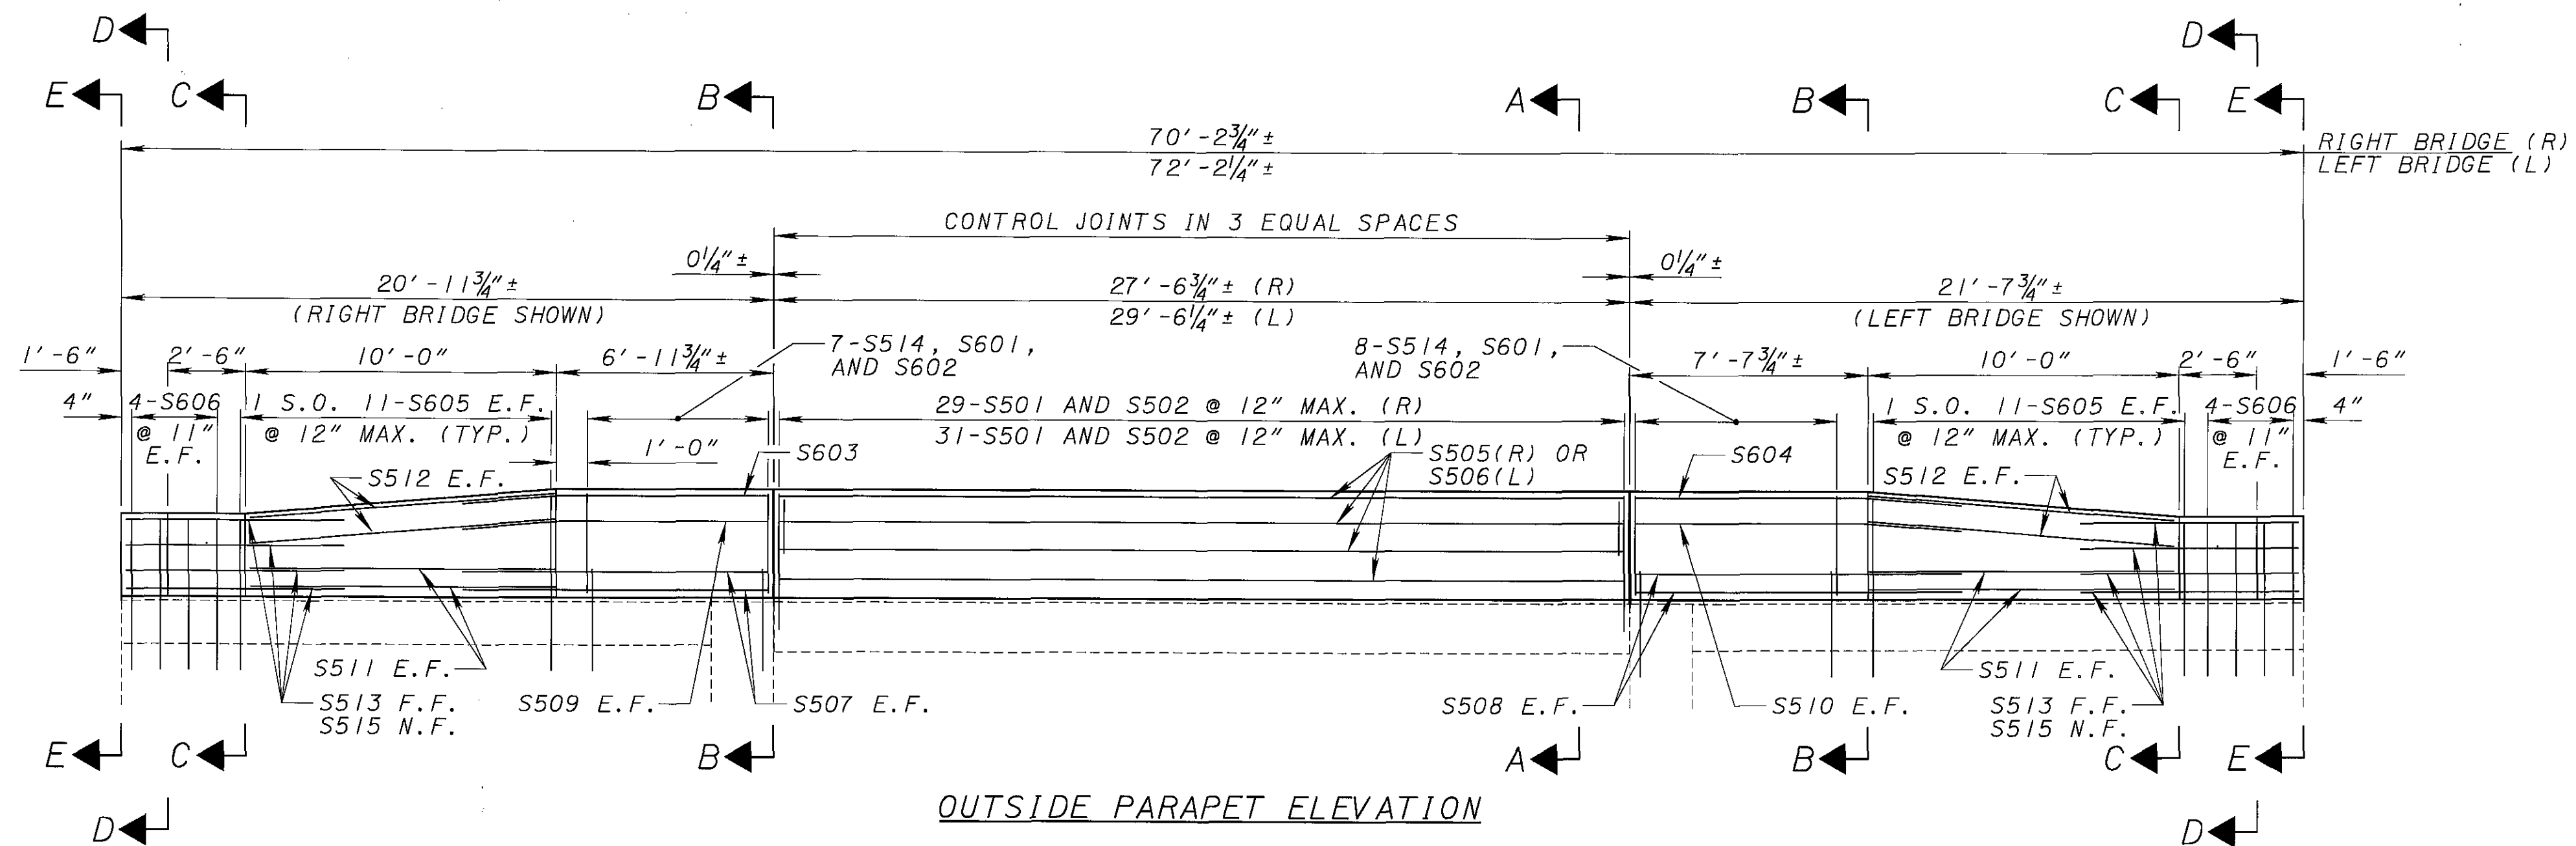 D
D
E
C
B
A
B
C
E
70'-2¾"±
72'-2¼"±
RIGHT BRIDGE (R)
LEFT BRIDGE (L)
CONTROL JOINTS IN 3 EQUAL SPACES
0¼"±
0¼"±
20'-11¾"±
(RIGHT BRIDGE SHOWN)
27'-6¾"± (R)
29'-6¼"± (L)
21'-7¾"±
(LEFT BRIDGE SHOWN)
1'-6"
2'-6"
10'-0"
6'-11¾"±
7-S514, S601,
AND S602
8-S514, S601,
AND S602
7'-7¾"±
10'-0"
2'-6"
1'-6"
4"
4-S606
@ 11"
E.F.
1 S.O. 11-S605 E.F.
@ 12" MAX. (TYP.)
1'-0"
29-S501 AND S502 @ 12" MAX. (R)
31-S501 AND S502 @ 12" MAX. (L)
1 S.O. 11-S605 E.F.
@ 12" MAX. (TYP.)
4-S606
@ 11"
E.F.
4"
S512 E.F.
S603
S505(R) OR
S506(L)
S604
S512 E.F.
S511 E.F.
S513 F.F.
S515 N.F.
S509 E.F.
S507 E.F.
S508 E.F.
S510 E.F.
S511 E.F.
S513 F.F.
S515 N.F.
E
C
B
A
B
C
E
D
D
OUTSIDE PARAPET ELEVATION